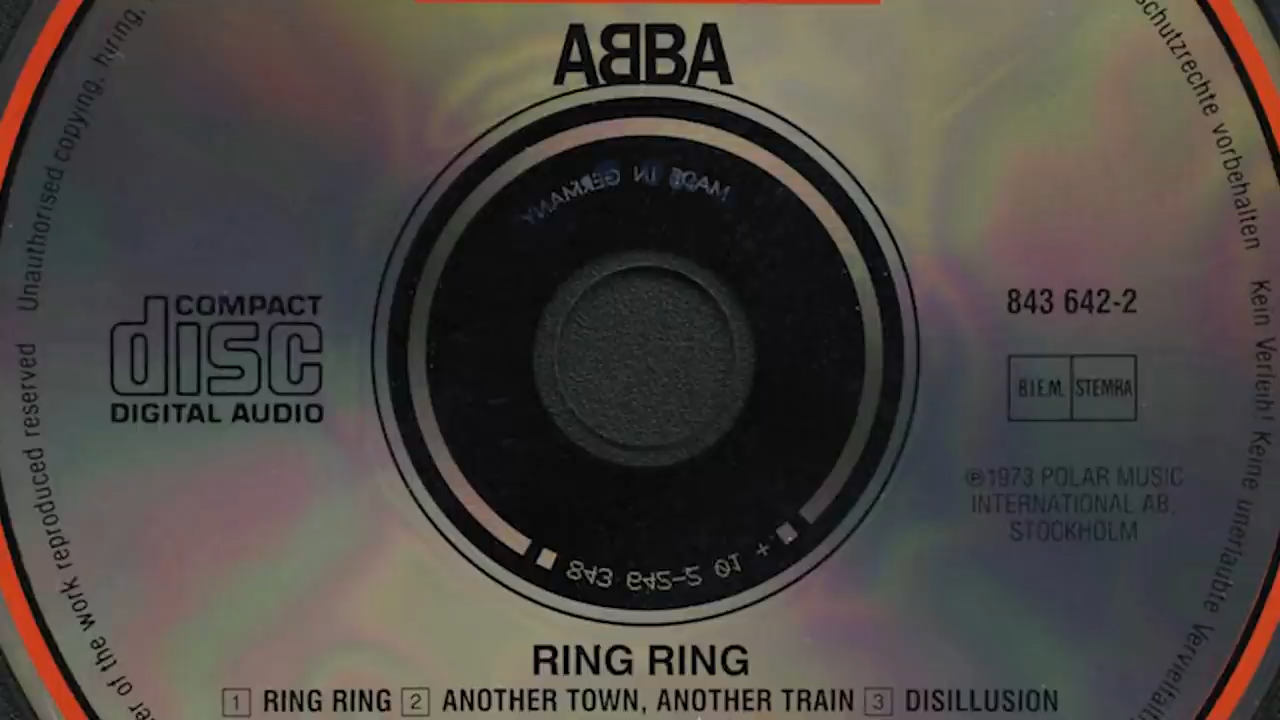 AᗺBA
MADE IN GERMANY
Unauthorised copying, hiring,
reproduced reserved
er of the work
schutzrechte vorbehalten
Kein Verleih! Keine unerlaubte Vervielfält
COMPACT
disc
DIGITAL AUDIO
843 642-2
B.I.E.M. STEMRA
℗1973 POLAR MUSIC
INTERNATIONAL AB,
STOCKHOLM
843 642-2 01 +
RING RING
1 RING RING 2 ANOTHER TOWN, ANOTHER TRAIN 3 DISILLUSION